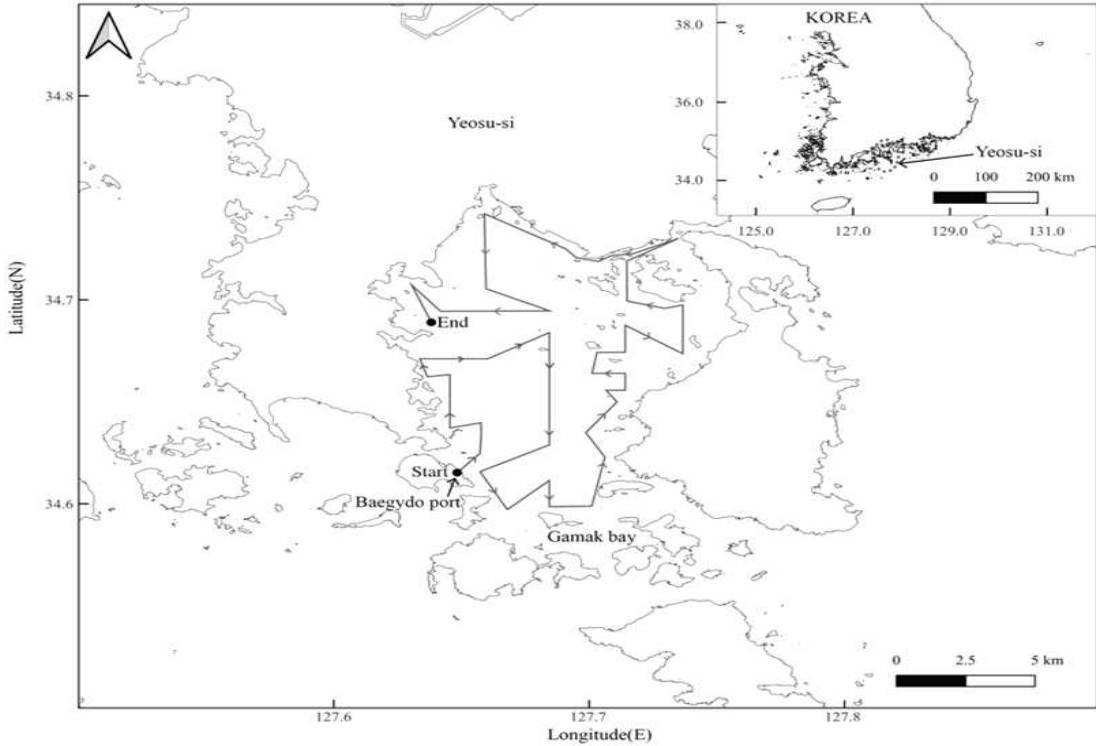 KOREA
38.0
36.0
34.0
Yeosu-si
0 100 200 km
125.0 127.0 129.0 131.0
Latitude(N)
34.8
34.7
34.6
Yeosu-si
End
Start
Baegydo port
Gamak bay
0 2.5 5 km
127.6 127.7 127.8
Longitude(E)